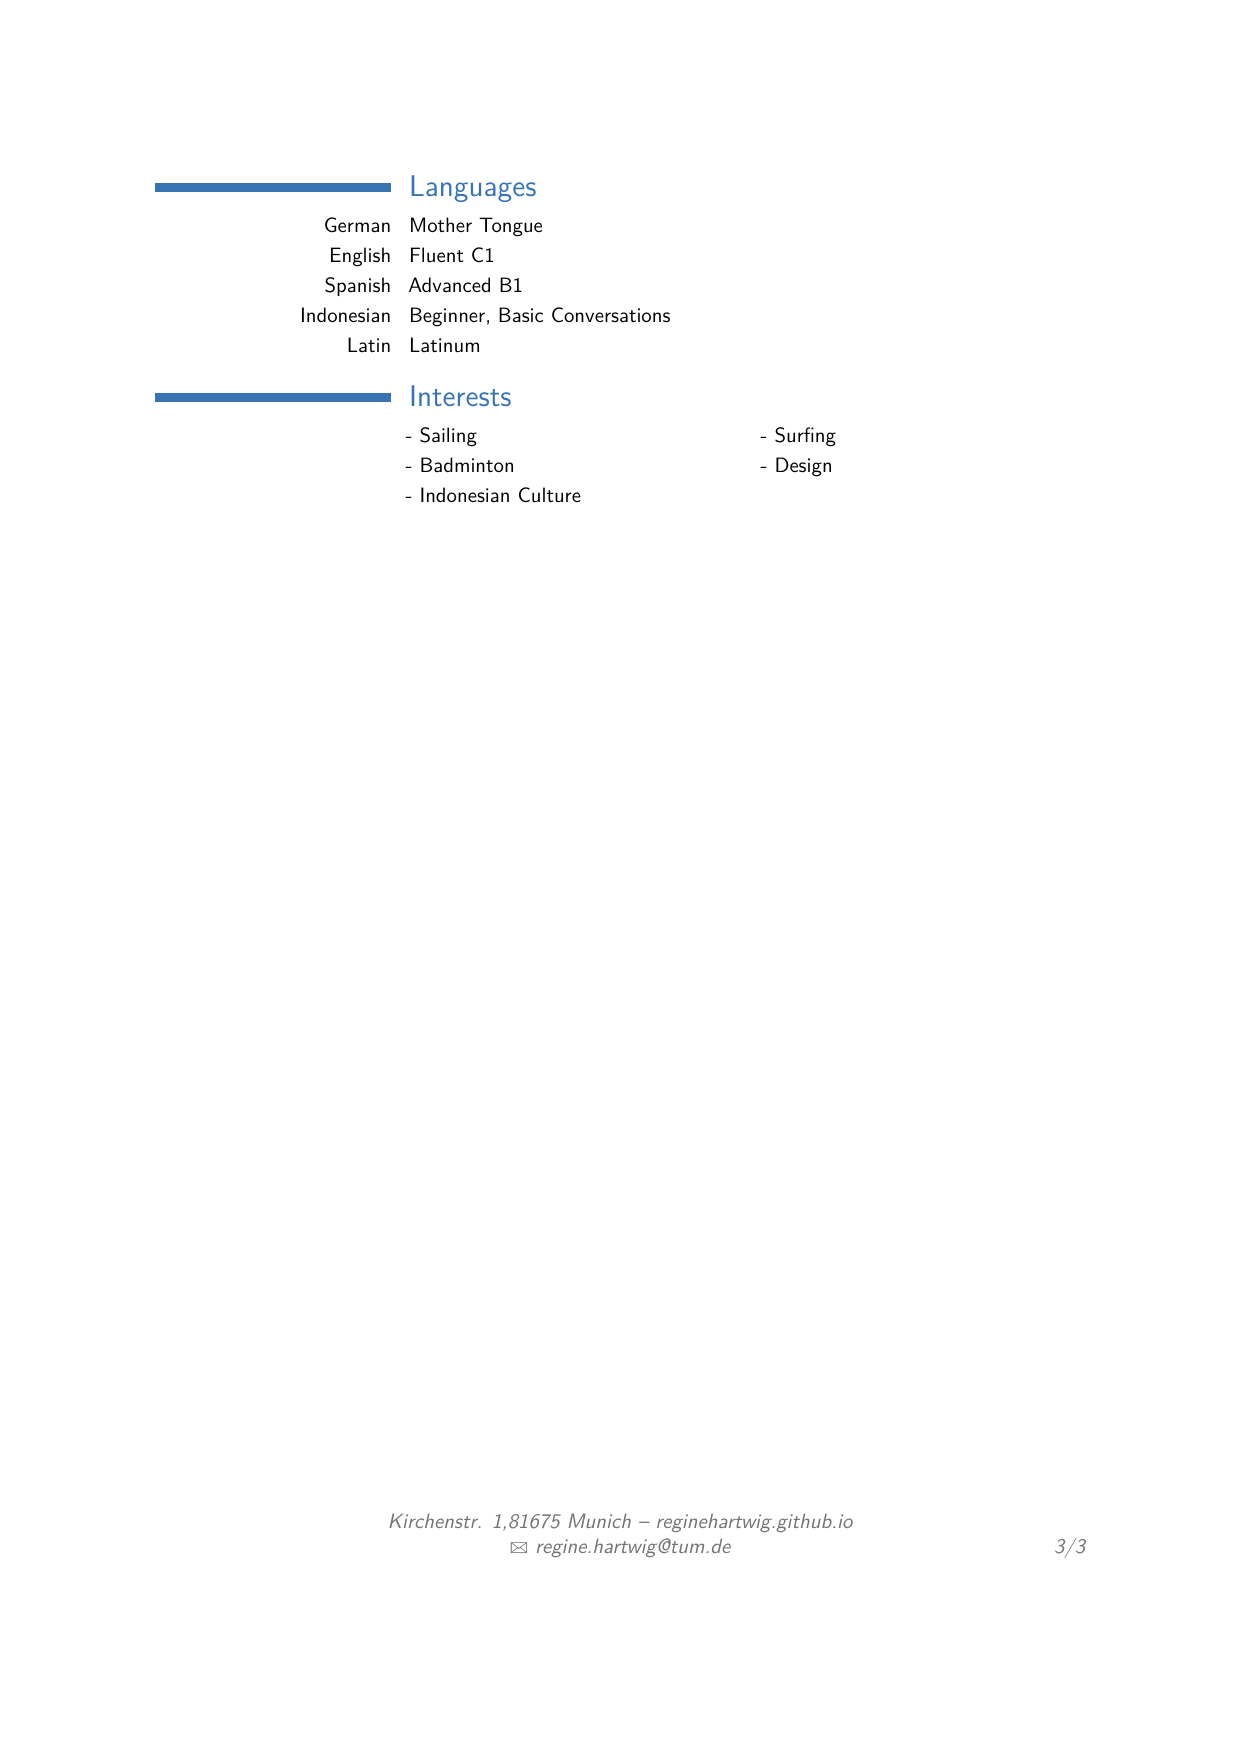 Languages
German Mother Tongue
English Fluent C1
Spanish Advanced B1
Indonesian Beginner, Basic Conversations
Latin Latinum
Interests
- Sailing - Surfing
- Badminton - Design
- Indonesian Culture
Kirchenstr. 1,81675 Munich – reginehartwig.github.io
✉ regine.hartwig@tum.de 3/3